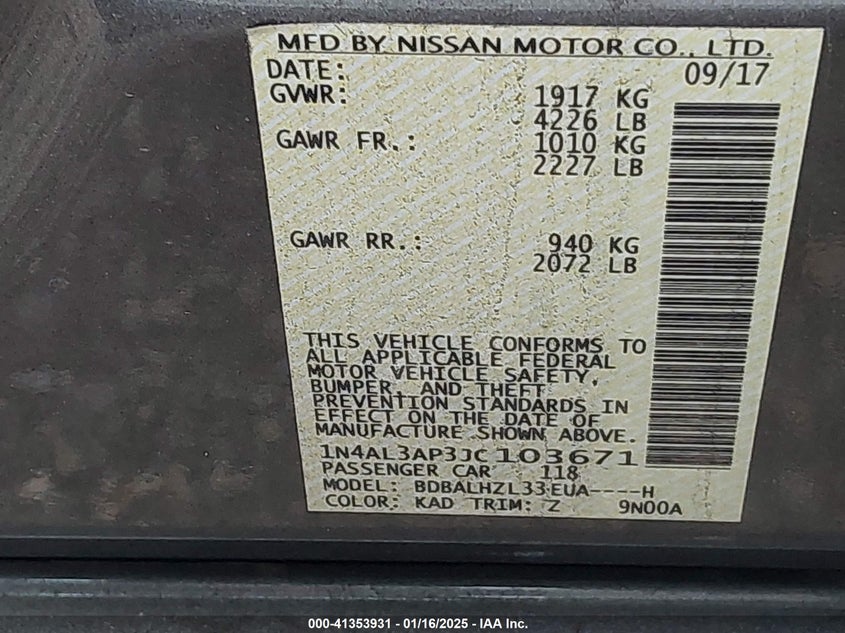 MFD BY NISSAN MOTOR CO., LTD.
DATE: 09/17
GVWR: 1917 KG
4226 LB
GAWR FR.: 1010 KG
2227 LB
GAWR RR.: 940 KG
2072 LB
THIS VEHICLE CONFORMS TO
ALL APPLICABLE FEDERAL
MOTOR VEHICLE SAFETY,
BUMPER, AND THEFT
PREVENTION STANDARDS IN
EFFECT ON THE DATE OF
MANUFACTURE SHOWN ABOVE.
1N4AL3AP3JC103671
PASSENGER CAR 118
MODEL: BDBALHZL33EUA----H
COLOR: KAD TRIM: Z 9N00A
000-41353931 - 01/16/2025 - IAA Inc.